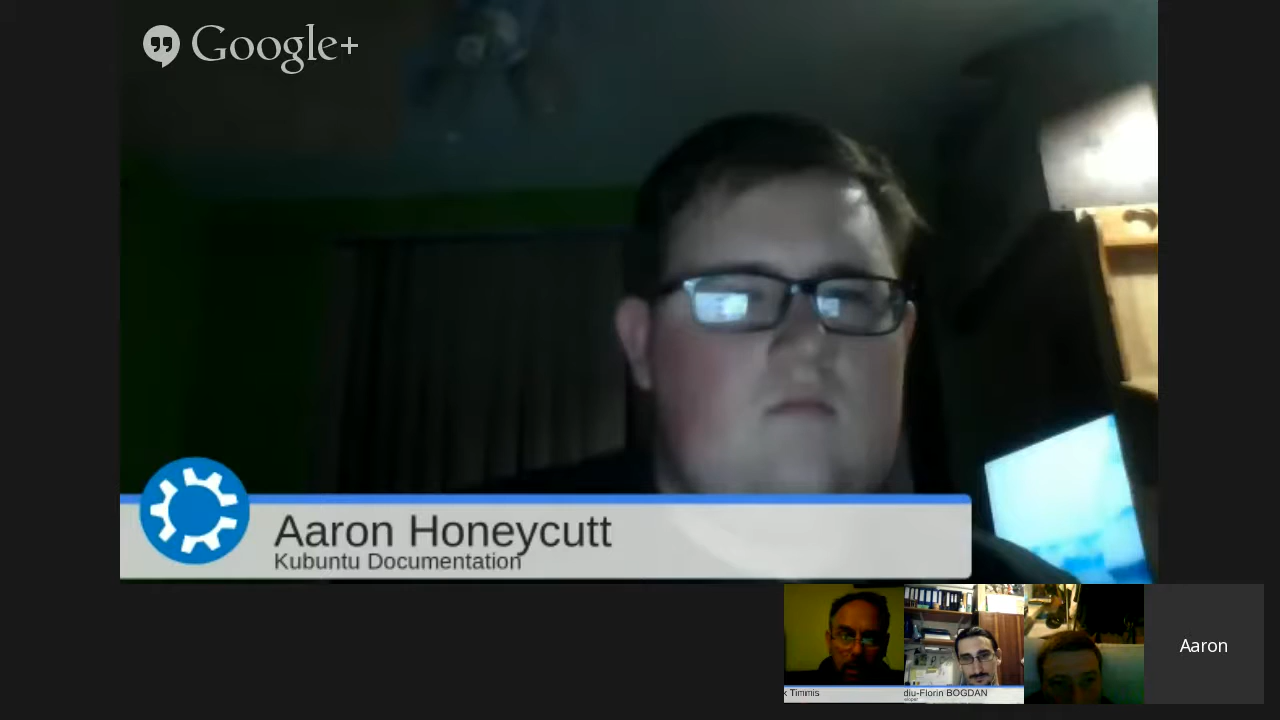 Google+
Aaron Honeycutt
Kubuntu Documentation
Timmis
diu-Florin BOGDAN
Aaron